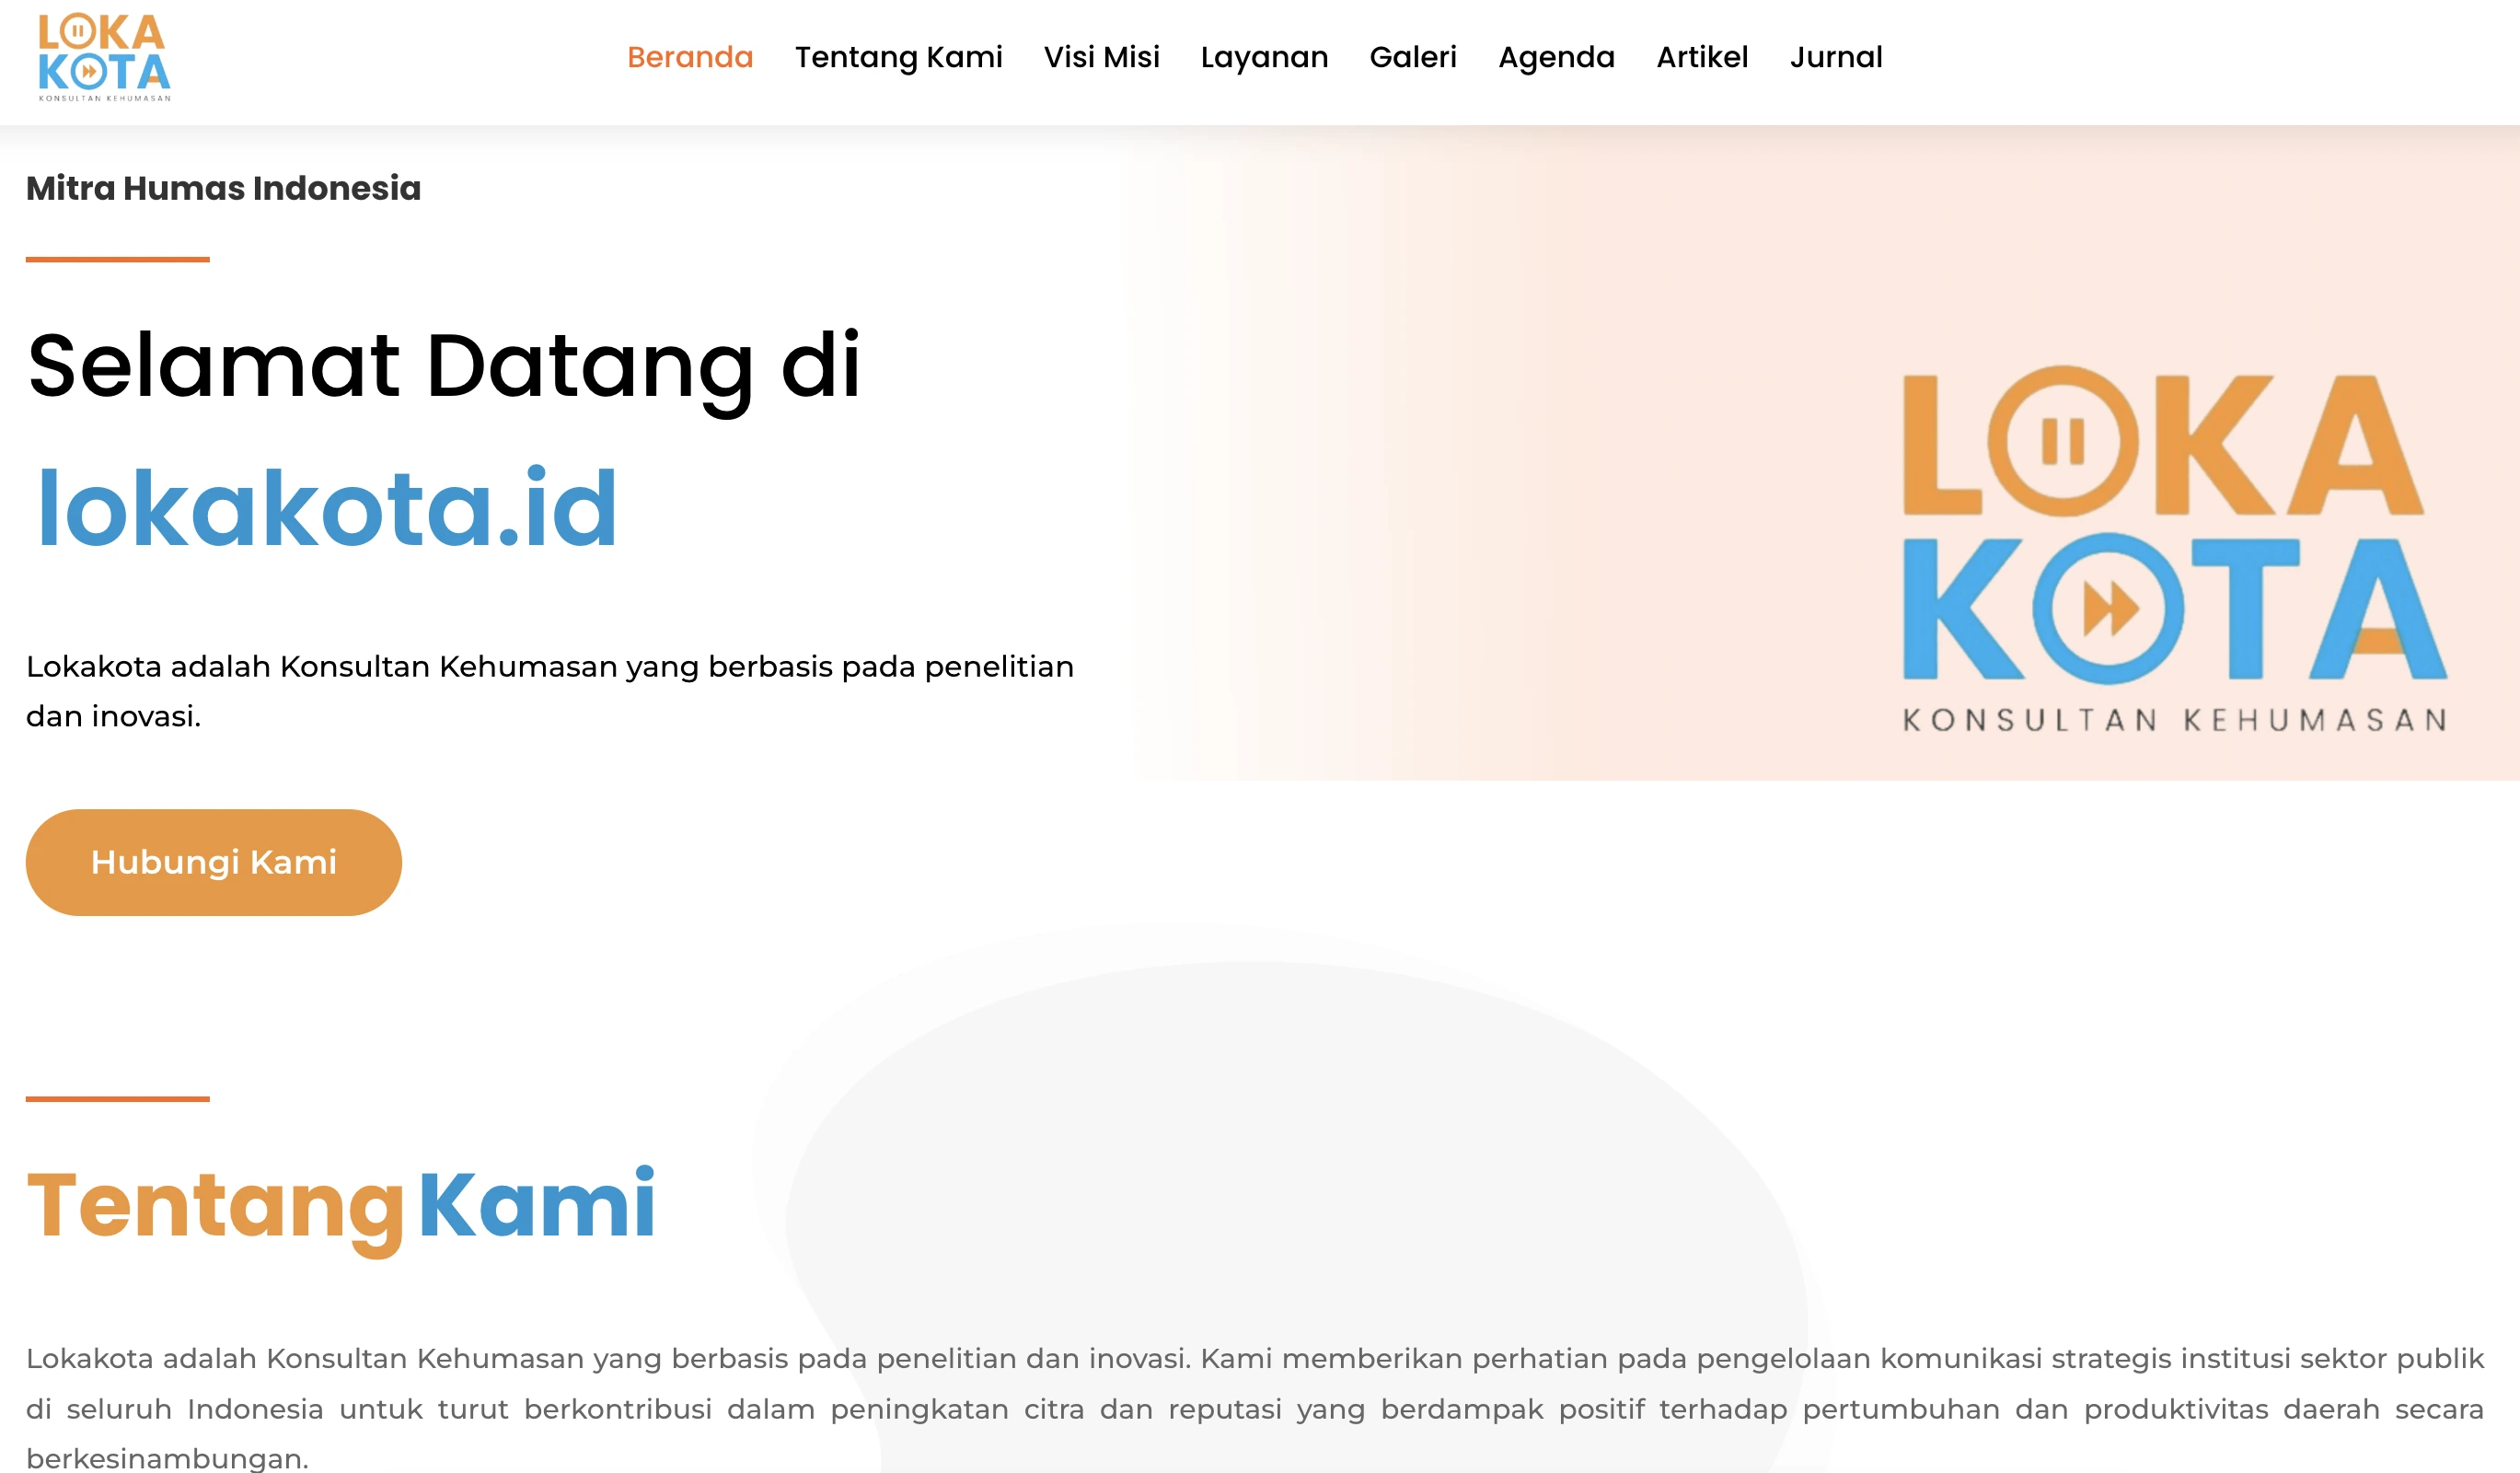 LOKA
KOTA
KONSULTAN KEHUMASAN
Beranda Tentang Kami Visi Misi Layanan Galeri Agenda Artikel Jurnal
Mitra Humas Indonesia
Selamat Datang di
lokakota.id
Lokakota adalah Konsultan Kehumasan yang berbasis pada penelitian
dan inovasi.
Hubungi Kami
LOKA
KOTA
KONSULTAN KEHUMASAN
Tentang Kami
Lokakota adalah Konsultan Kehumasan yang berbasis pada penelitian dan inovasi. Kami memberikan perhatian pada pengelolaan komunikasi strategis institusi sektor publik
di seluruh Indonesia untuk turut berkontribusi dalam peningkatan citra dan reputasi yang berdampak positif terhadap pertumbuhan dan produktivitas daerah secara
berkesinambungan.